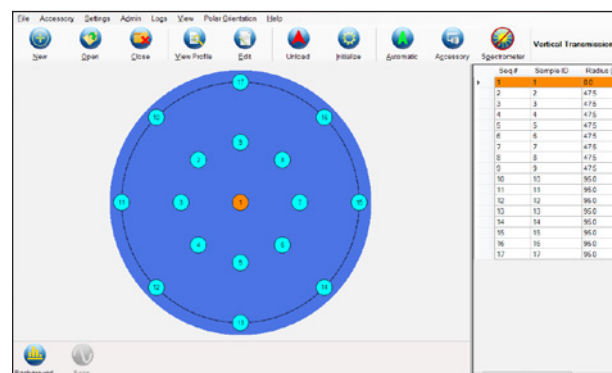 File Accessory Settings Admin Logs View Polar Orientation Help
New Open Close View Profile Edit Unload Initialize Automatic Accessory Spectrometer Vertical Transmission
Seq # Sample ID Radius
1 1 0.0
2 2 47.5
3 3 47.5
4 4 47.5
5 5 47.5
6 6 47.5
7 7 47.5
8 8 47.5
9 9 47.5
10 10 95.0
11 11 95.0
12 12 95.0
13 13 95.0
14 14 95.0
15 15 95.0
16 16 95.0
17 17 95.0
17
10 16
9
2 8
11 3 1 7 15
4 6
5
12 14
13
Background Scan